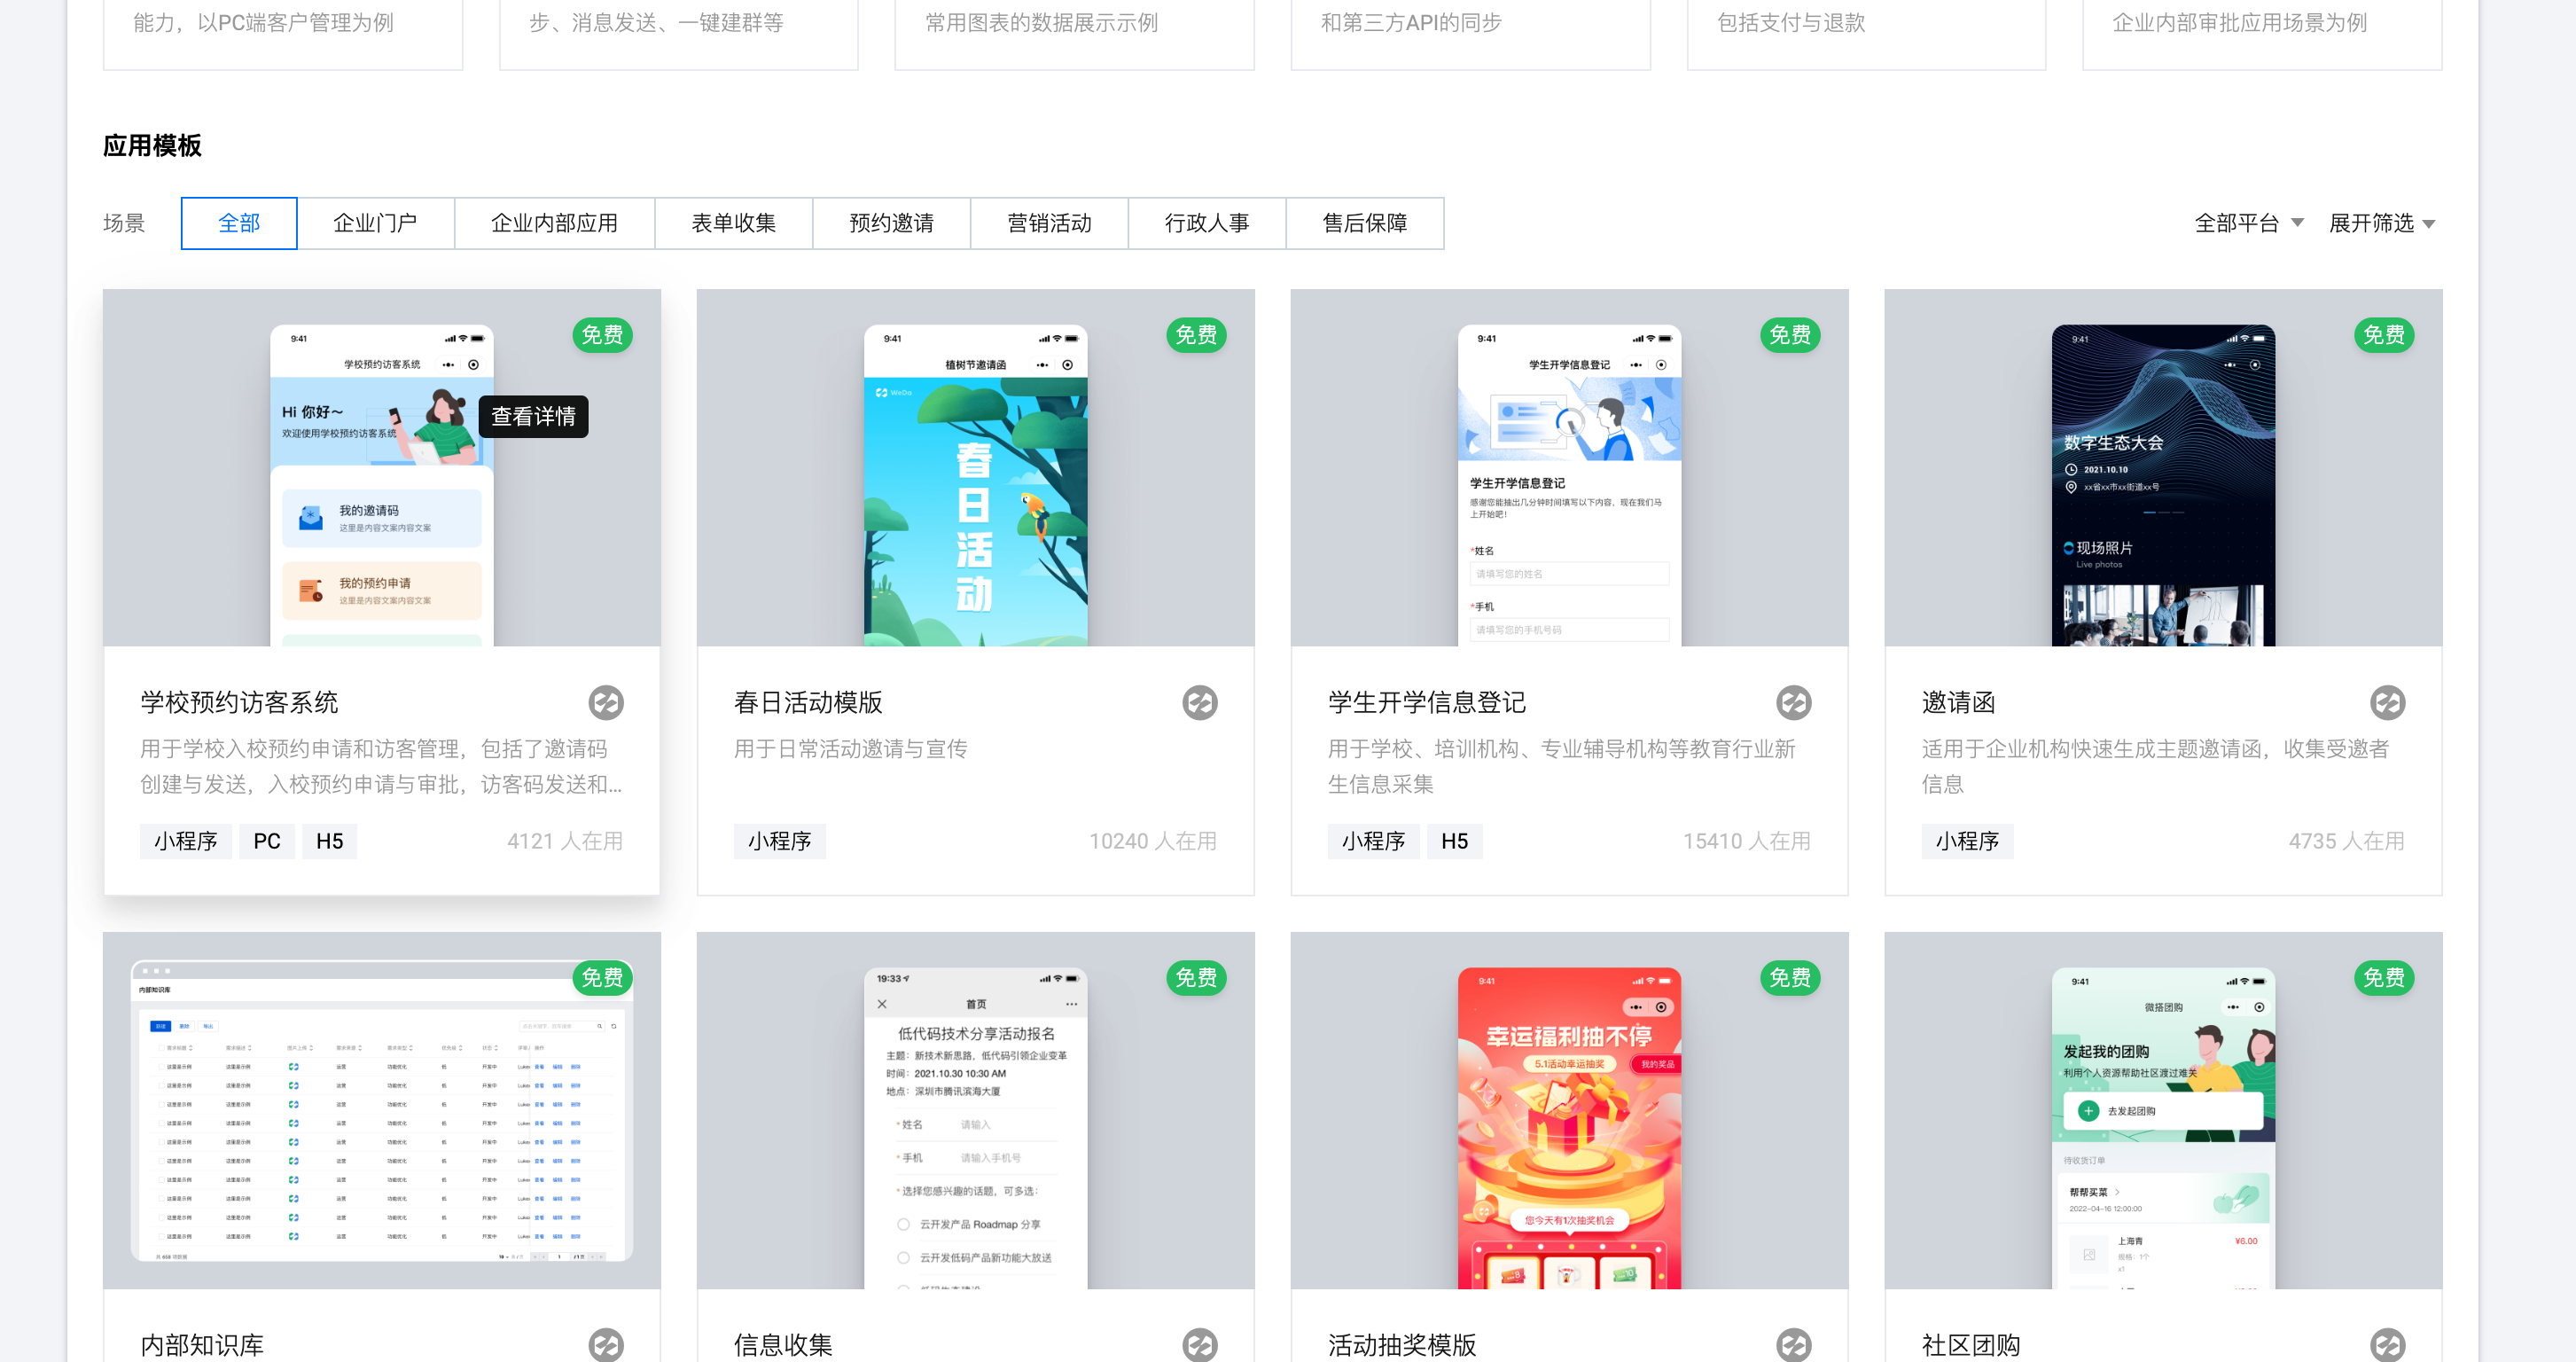 能力，以PC端客户管理为例
步、消息发送、一键建群等
常用图表的数据展示示例
和第三方API的同步
包括支付与退款
企业内部审批应用场景为例
应用模板
场景
全部
企业门户
企业内部应用
表单收集
预约邀请
营销活动
行政人事
售后保障
全部平台
展开筛选
免费
9:41
学校预约访客系统
Hi 你好～
欢迎使用学校预约访客系统
查看详情
我的邀请码
这里是内容文案内容文案
我的预约申请
这里是内容文案内容文案
学校预约访客系统
用于学校入校预约申请和访客管理，包括了邀请码
创建与发送，入校预约申请与审批，访客码发送和...
小程序
PC
H5
4121 人在用
免费
9:41
植树节邀请函
WeDa
春
日
活
动
春日活动模版
用于日常活动邀请与宣传
小程序
10240 人在用
免费
9:41
学生开学信息登记
学生开学信息登记
感谢您能抽出几分钟时间填写以下内容，现在我们马
上开始吧！
*姓名
请填写您的姓名
*手机
请填写您的手机号码
学生开学信息登记
用于学校、培训机构、专业辅导机构等教育行业新
生信息采集
小程序
H5
15410 人在用
免费
9:41
数字生态大会
2021.10.10
xx省xx市xx街道xx号
现场照片
Live photos
邀请函
适用于企业机构快速生成主题邀请函，收集受邀者
信息
小程序
4735 人在用
免费
内部知识库
内部知识库
免费
19:33
首页
低代码技术分享活动报名
主题：新技术新思路，低代码引领企业变革
时间：2021.10.30 10:30 AM
地点：深圳市腾讯滨海大厦
*姓名 请输入
*手机 请输入手机号
*选择您感兴趣的话题，可多选：
云开发产品 Roadmap 分享
云开发低码产品新功能大放送
信息收集
免费
9:41
幸运福利抽不停
5.1活动幸运抽奖
我的奖品
您今天有1次抽奖机会
活动抽奖模版
免费
9:41
微搭团购
发起我的团购
利用个人资源帮助社区渡过难关
去发起团购
待收货订单
帮帮买菜
2022-04-16 12:00:00
上海青
¥6.00
规格：1个
x1
社区团购